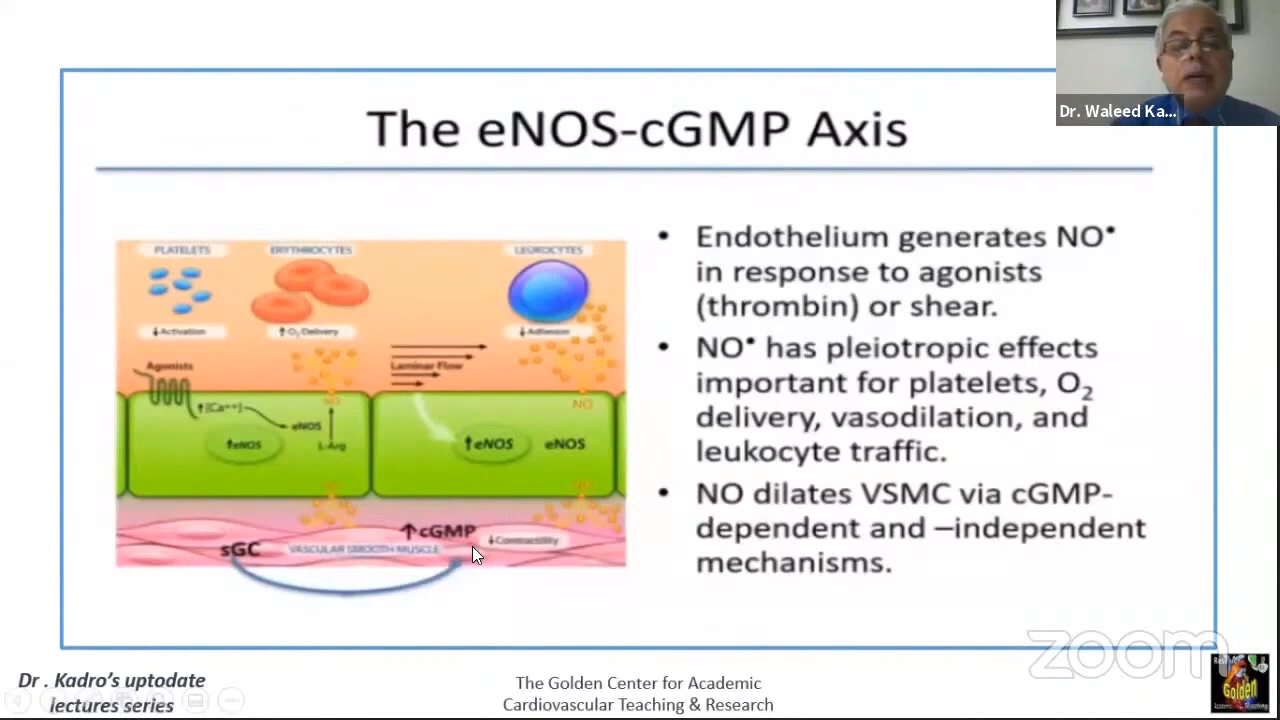 Dr. Waleed Ka...
The eNOS-cGMP Axis
PLATELETS
ERYTHROCYTES
LEUKOCYTES
↓Activation
↑O₂ Delivery
↓Adhesion
Agonists
Laminar Flow
↑[Ca++]
eNOS
NO
NO
↑eNOS
L-Arg
↑eNOS
eNOS
↑cGMP
↓Contractility
sGC
VASCULAR SMOOTH MUSCLE
• Endothelium generates NO•
in response to agonists
(thrombin) or shear.
• NO• has pleiotropic effects
important for platelets, O₂
delivery, vasodilation, and
leukocyte traffic.
• NO dilates VSMC via cGMP-
dependent and –independent
mechanisms.
zoom
Dr . Kadro's uptodate
lectures series
The Golden Center for Academic
Cardiovascular Teaching & Research
Golden